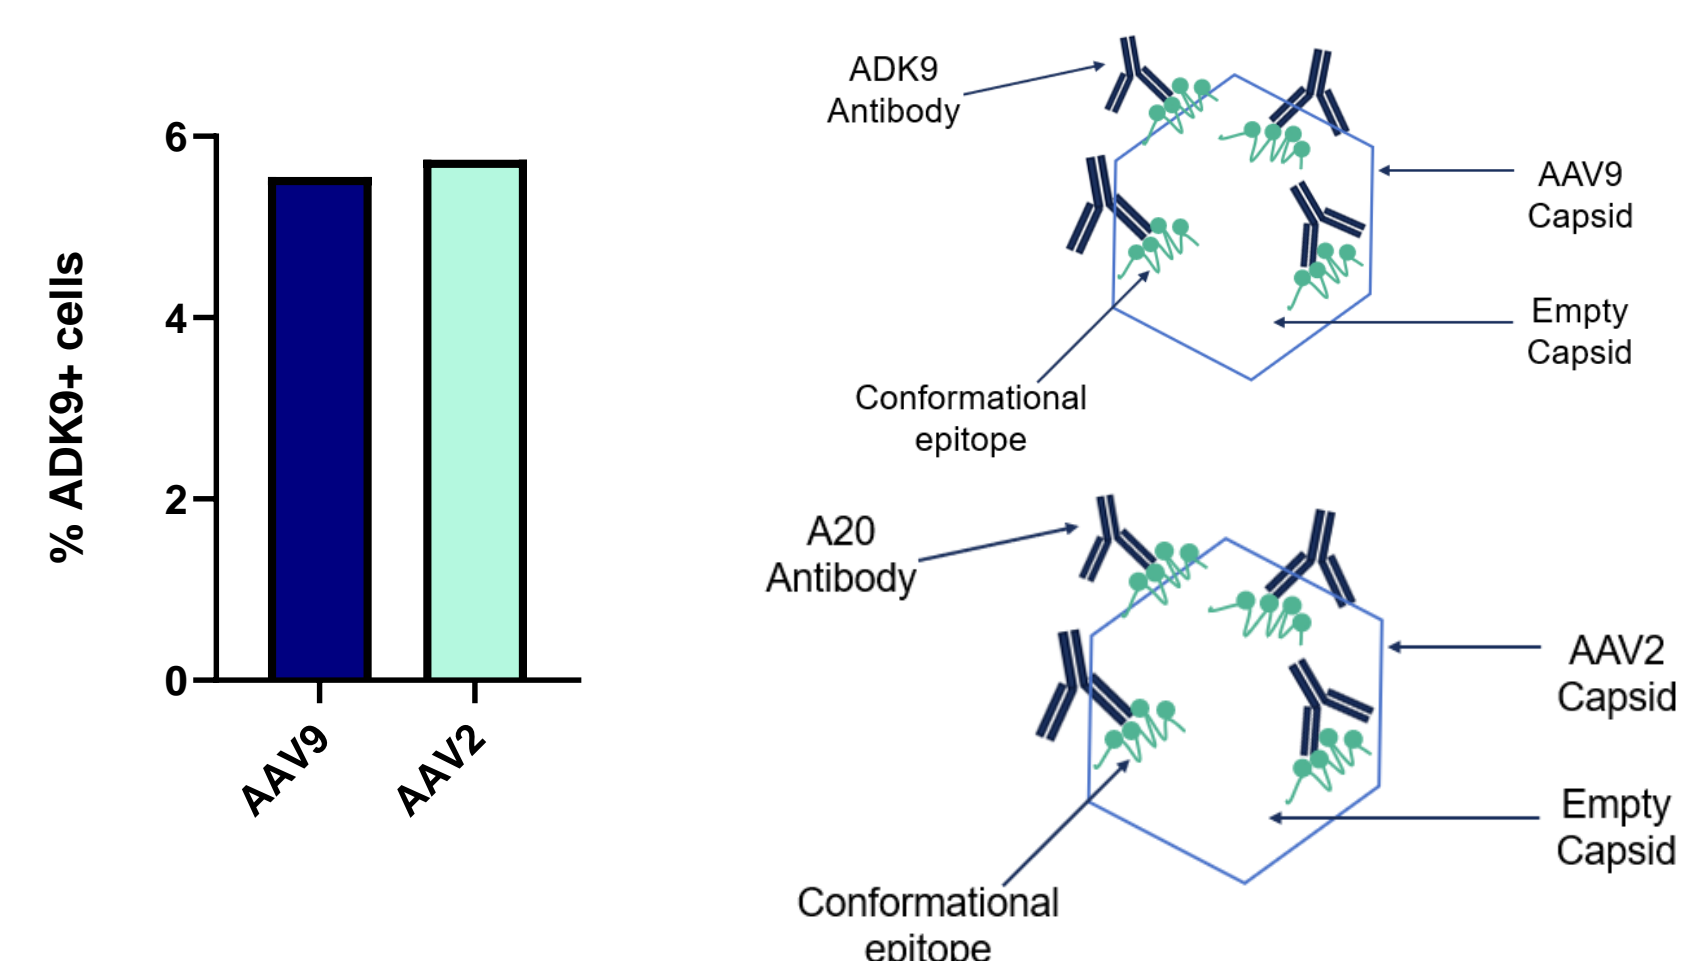 % ADK9+ cells
6
4
2
0
AAV9
AAV2
ADK9
Antibody
AAV9
Capsid
Empty
Capsid
Conformational
epitope
A20
Antibody
AAV2
Capsid
Empty
Capsid
Conformational
epitope